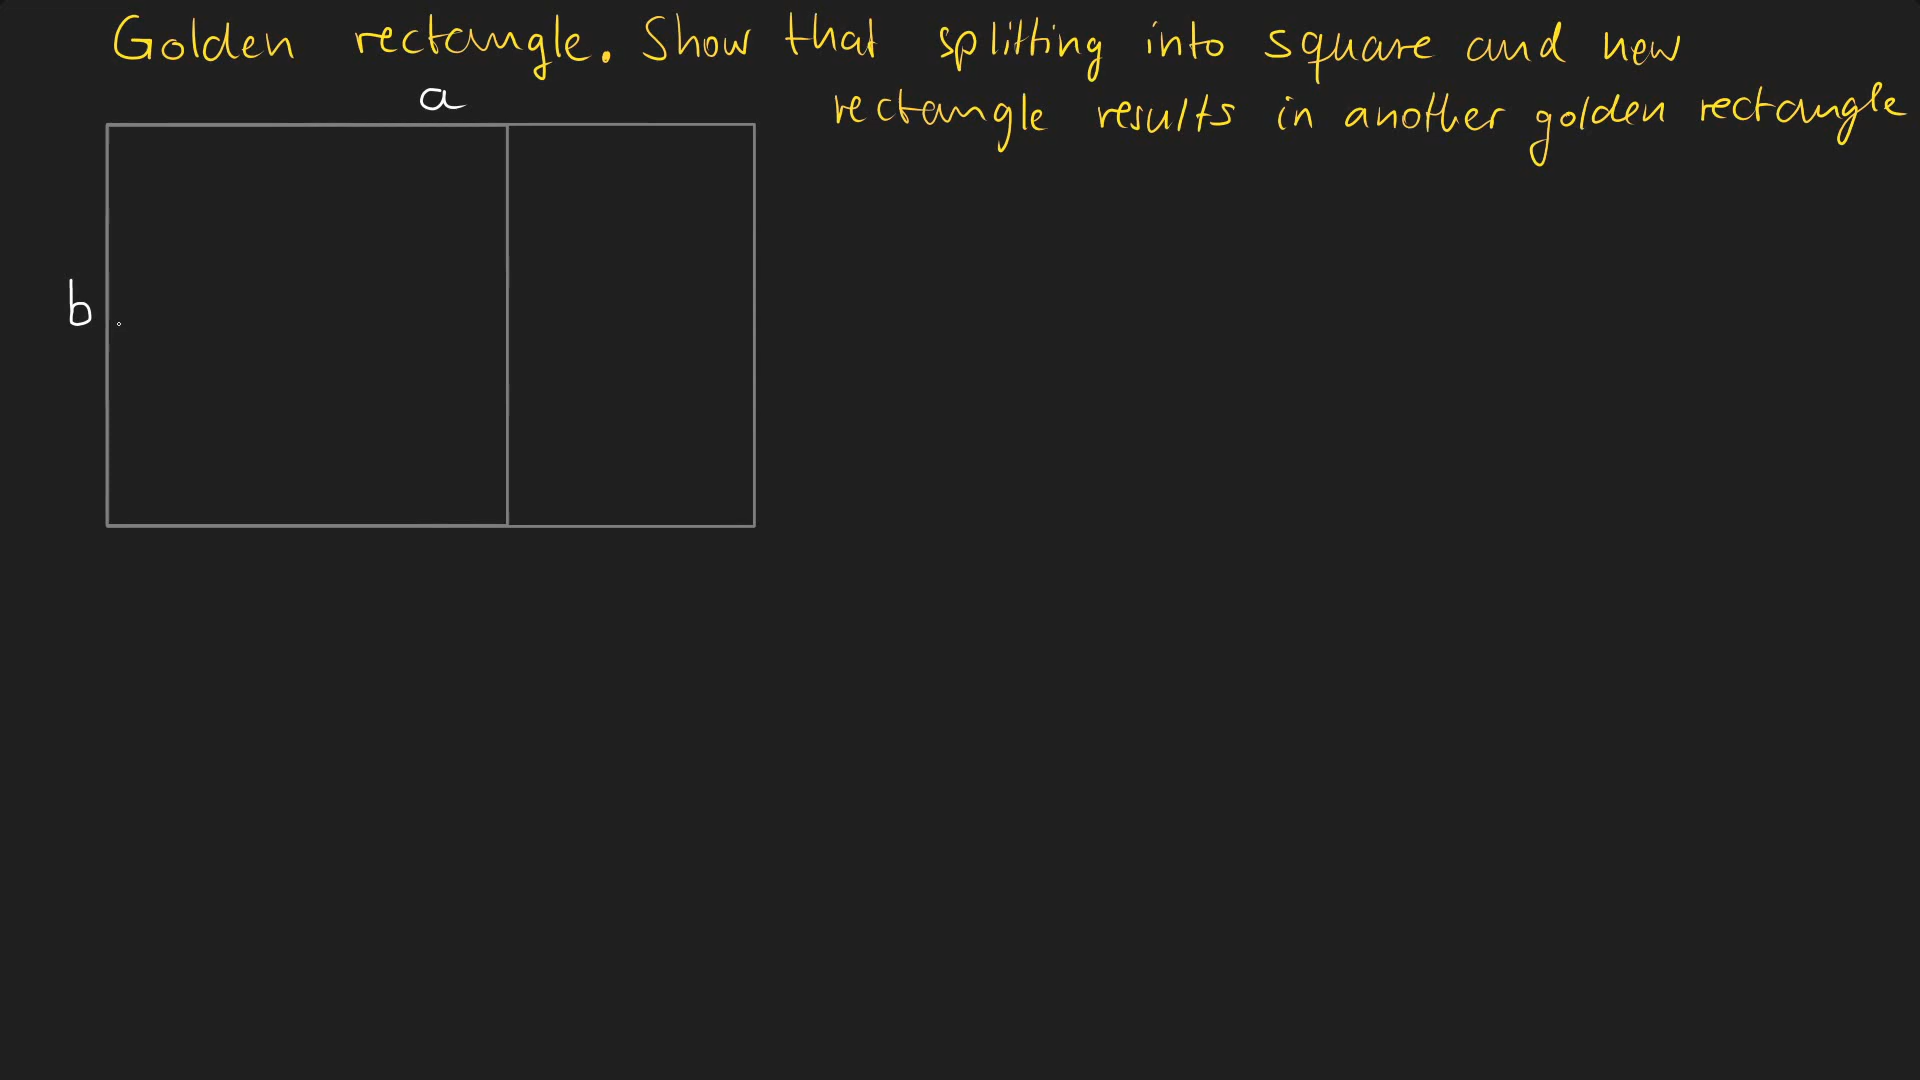 Golden rectangle. Show that splitting into square and new
rectangle results in another golden rectangle
a
b